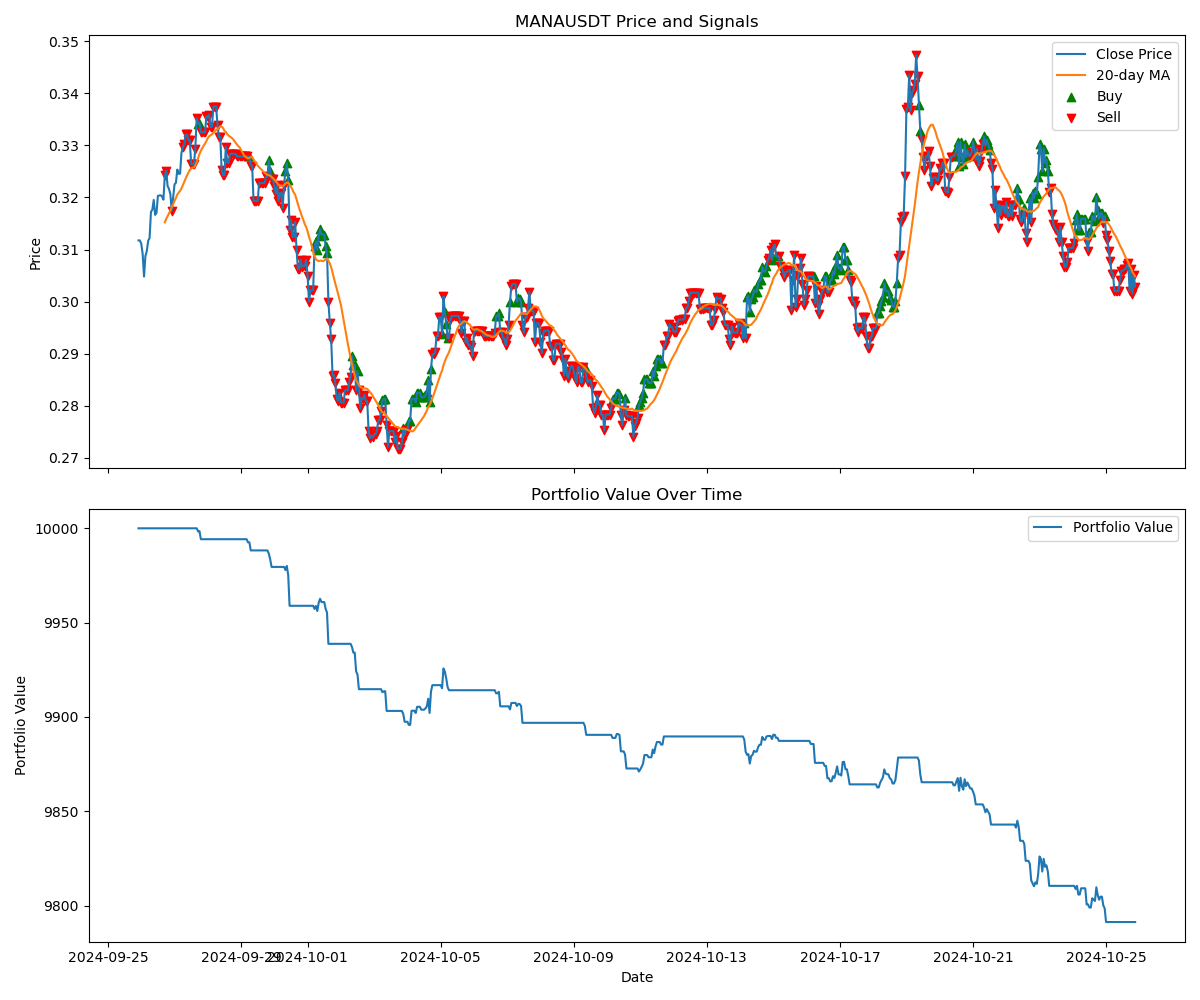 MANAUSDT Price and Signals
Close Price
20-day MA
Buy
Sell
Price
0.35
0.34
0.33
0.32
0.31
0.30
0.29
0.28
0.27
Portfolio Value Over Time
Portfolio Value
Portfolio Value
10000
9950
9900
9850
9800
2024-09-25
2024-09-29
2024-10-01
2024-10-05
2024-10-09
2024-10-13
2024-10-17
2024-10-21
2024-10-25
Date